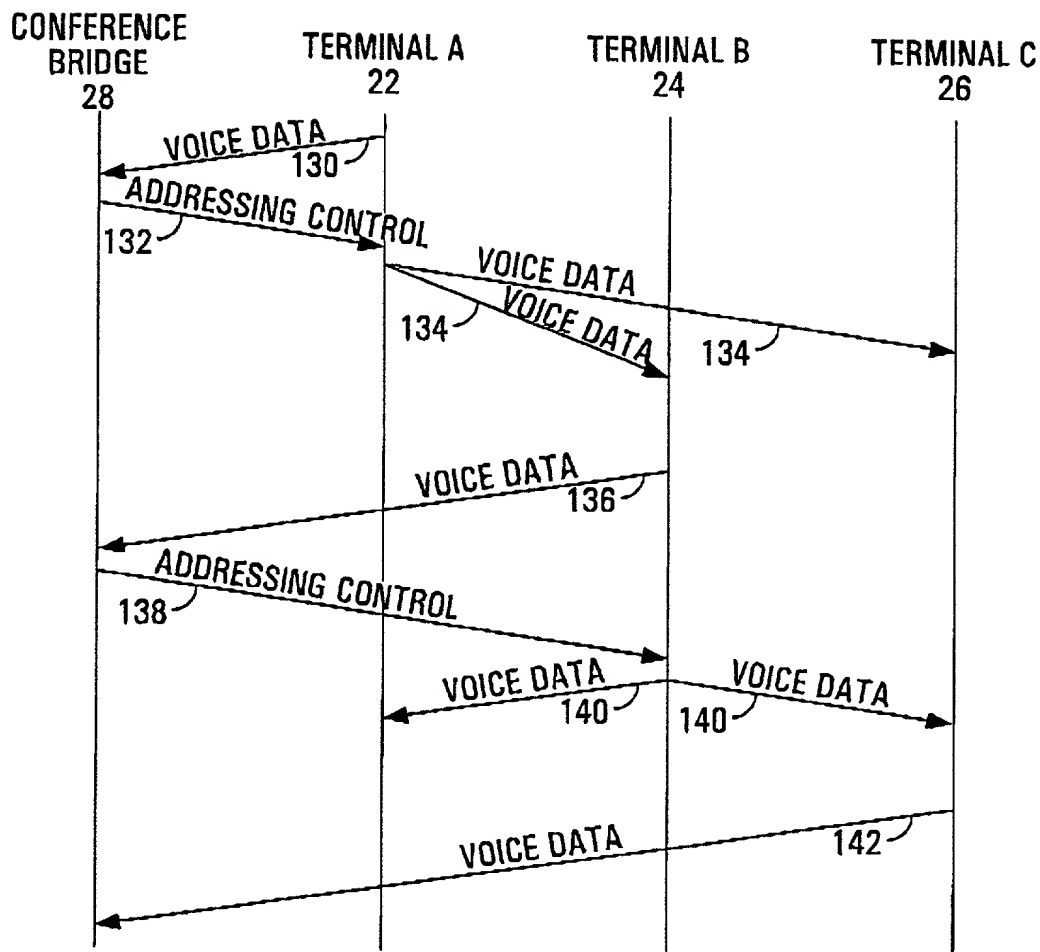 CONFERENCE
BRIDGE
28
TERMINAL A
22
TERMINAL B
24
TERMINAL C
26
VOICE DATA
130
ADDRESSING CONTROL
132
VOICE DATA
VOICE DATA
134
134
VOICE DATA
136
ADDRESSING CONTROL
138
VOICE DATA
140
VOICE DATA
140
VOICE DATA
142